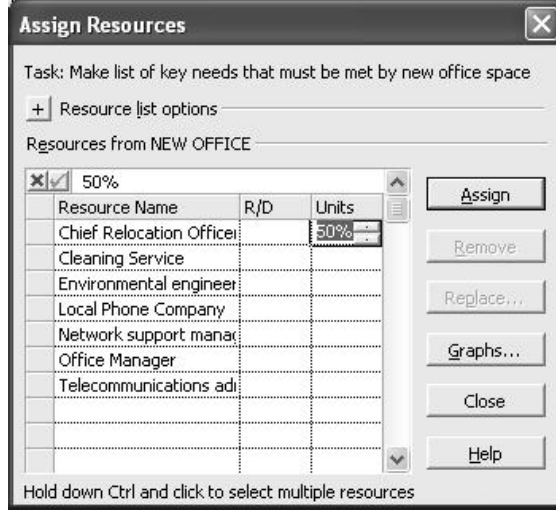 Assign Resources
Task: Make list of key needs that must be met by new office space
+ Resource list options
Resources from NEW OFFICE
50%
Resource Name R/D Units
Chief Relocation Officer 50%
Cleaning Service
Environmental engineer
Local Phone Company
Network support manag
Office Manager
Telecommunications adi
Assign
Remove
Replace...
Graphs...
Close
Help
Hold down Ctrl and click to select multiple resources